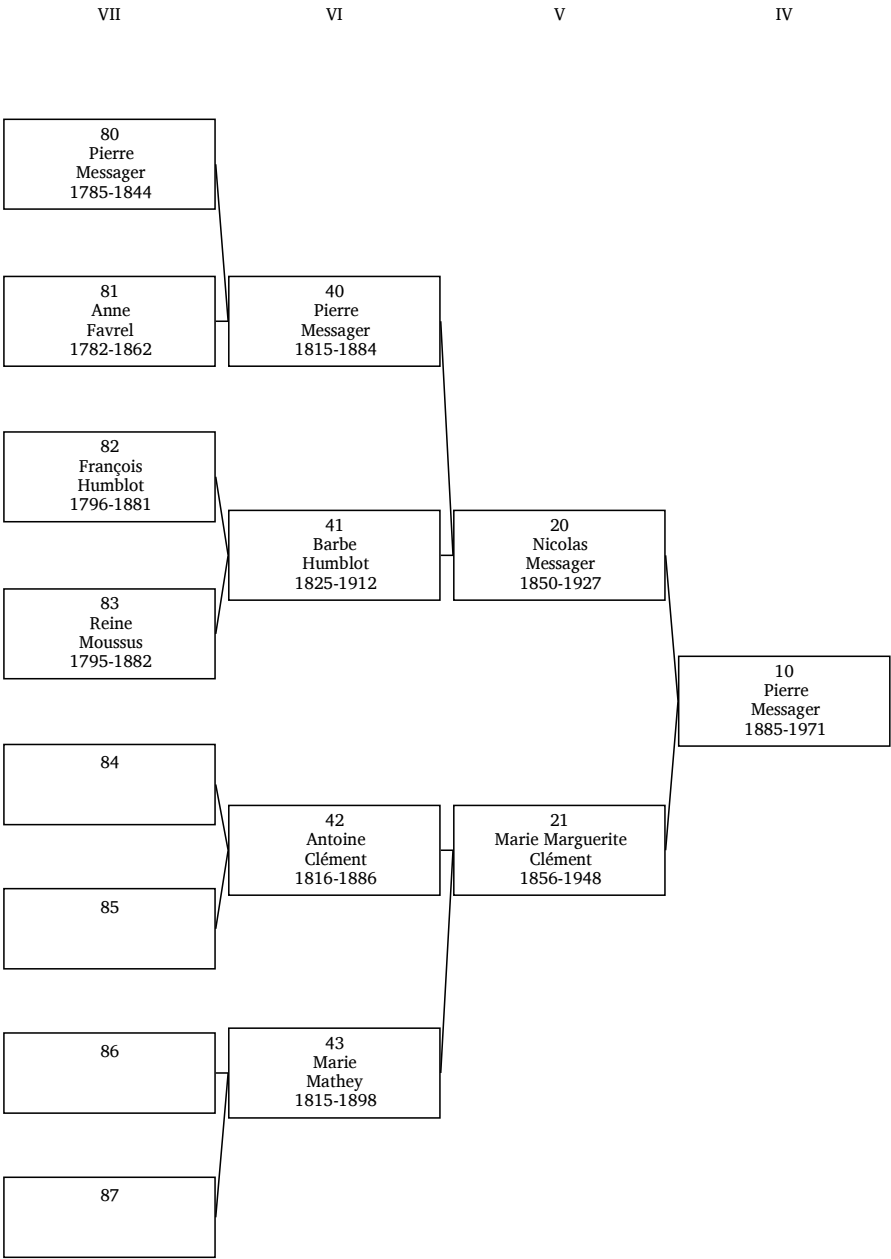 VII
VI
V
IV
80
Pierre
Messager
1785-1844
81
Anne
Favrel
1782-1862
40
Pierre
Messager
1815-1884
82
François
Humblot
1796-1881
41
Barbe
Humblot
1825-1912
20
Nicolas
Messager
1850-1927
83
Reine
Moussus
1795-1882
10
Pierre
Messager
1885-1971
84
42
Antoine
Clément
1816-1886
21
Marie Marguerite
Clément
1856-1948
85
86
43
Marie
Mathey
1815-1898
87